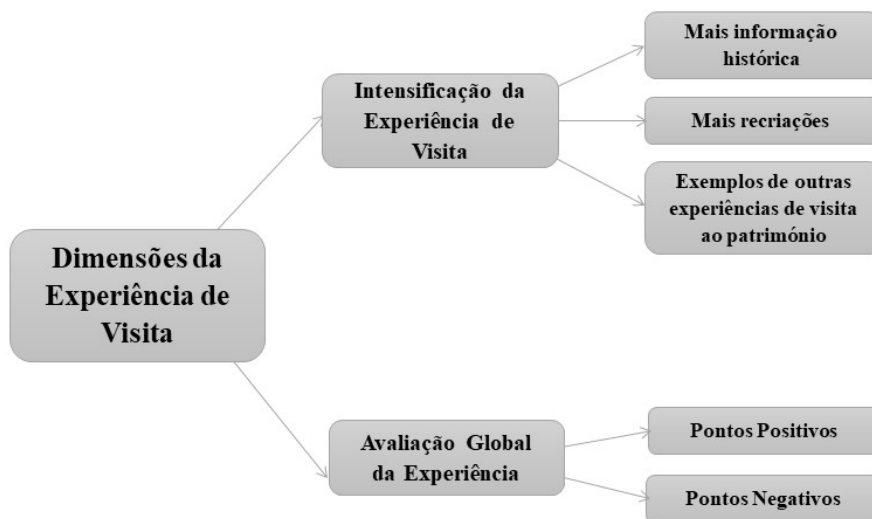 Dimensões da
Experiência de
Visita
Intensificação da
Experiência de
Visita
Mais informação
histórica
Mais recriações
Exemplos de outras
experiências de visita
ao património
Avaliação Global
da Experiência
Pontos Positivos
Pontos Negativos